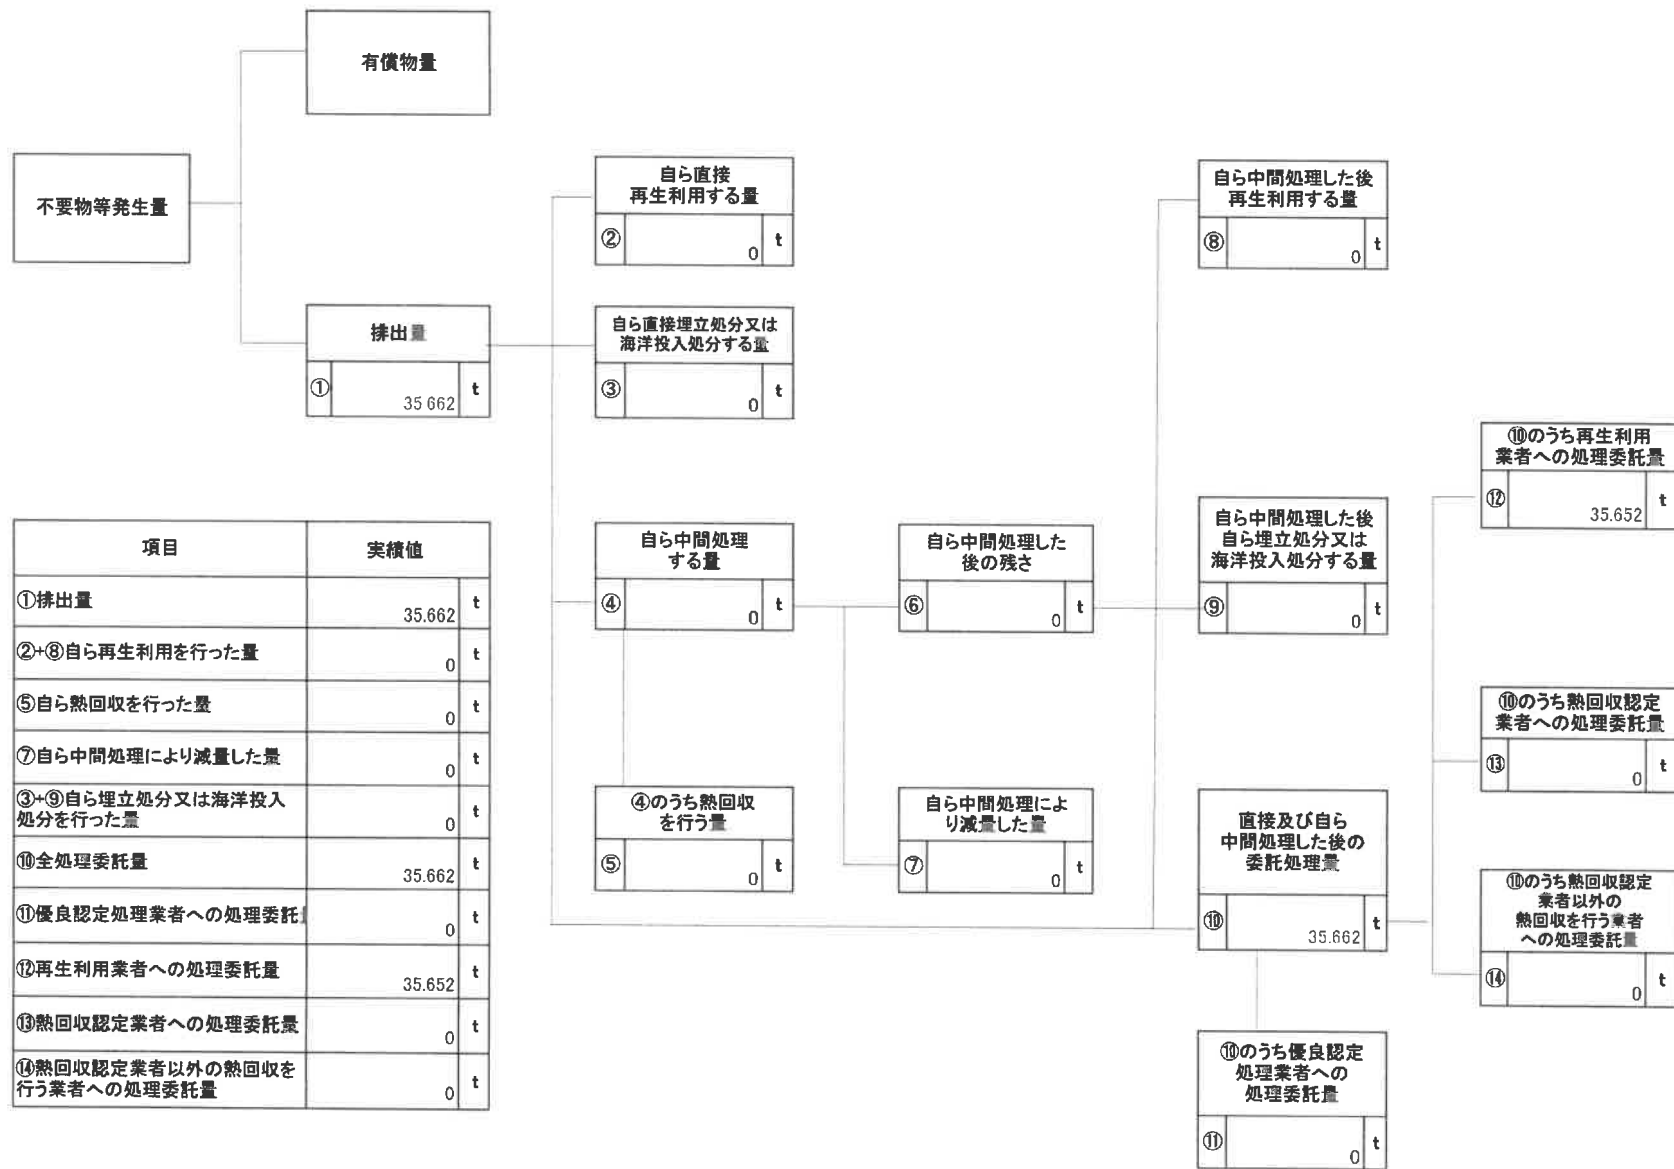 有償物量
不要物等発生量
排出量
① 35 662 t
自ら直接
再生利用する量
② 0 t
自ら直接埋立処分又は
海洋投入処分する量
③ 0 t
自ら中間処理
する量
④ 0 t
④のうち熱回収
を行う量
⑤ 0 t
自ら中間処理した
後の残さ
⑥ 0 t
自ら中間処理によ
り減量した量
⑦ 0 t
自ら中間処理した後
再生利用する量
⑧ 0 t
自ら中間処理した後
自ら埋立処分又は
海洋投入処分する量
⑨ 0 t
直接及び自ら
中間処理した後の
委託処理量
⑩ 35.662 t
⑩のうち優良認定
処理業者への
処理委託量
⑪ 0 t
⑩のうち再生利用
業者への処理委託量
⑫ 35.652 t
⑩のうち熱回収認定
業者への処理委託量
⑬ 0 t
⑩のうち熱回収認定
業者以外の
熱回収を行う業者
への処理委託量
⑭ 0 t
項目 実績値
①排出量 35.662 t
②+⑧自ら再生利用を行った量 0 t
⑤自ら熱回収を行った量 0 t
⑦自ら中間処理により減量した量 0 t
③+⑨自ら埋立処分又は海洋投入
処分を行った量 0 t
⑩全処理委託量 35.662 t
⑪優良認定処理業者への処理委託 0 t
⑫再生利用業者への処理委託量 35.652 t
⑬熱回収認定業者への処理委託量 0 t
⑭熱回収認定業者以外の熱回収を
行う業者への処理委託量 0 t